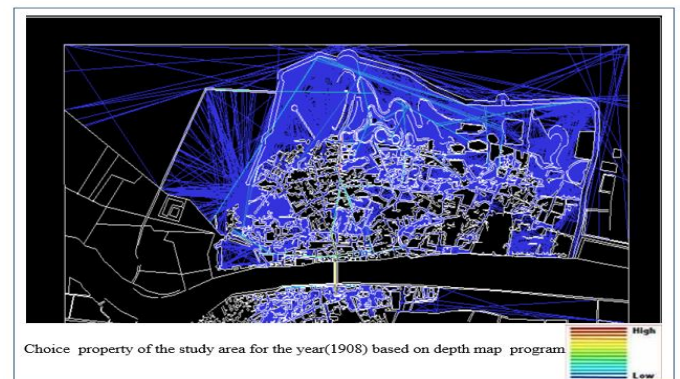 Choice property of the study area for the year(1908) based on depth map program
High
Low